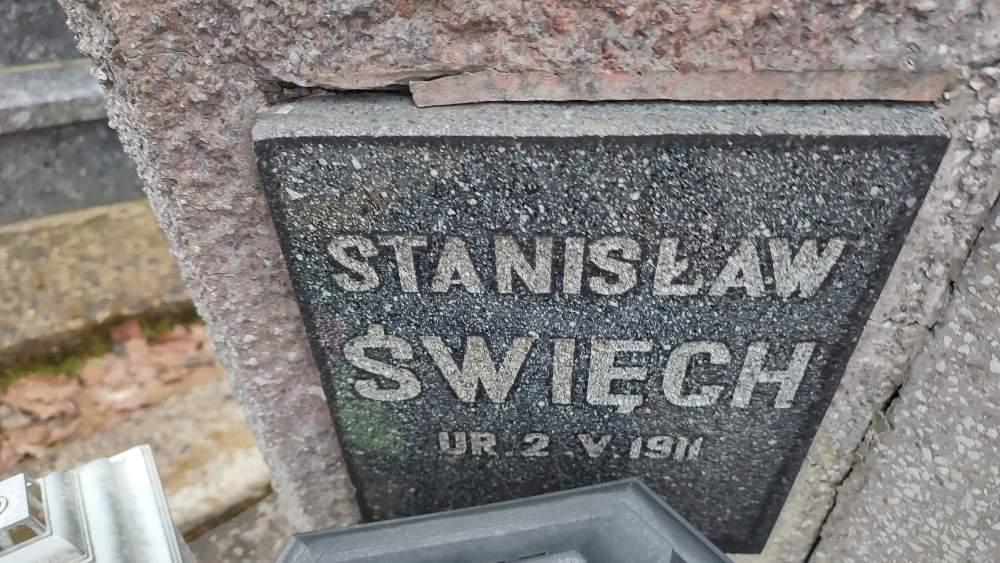 STANISŁAW
ŚWIĘCH
UR. 2. V. 1911